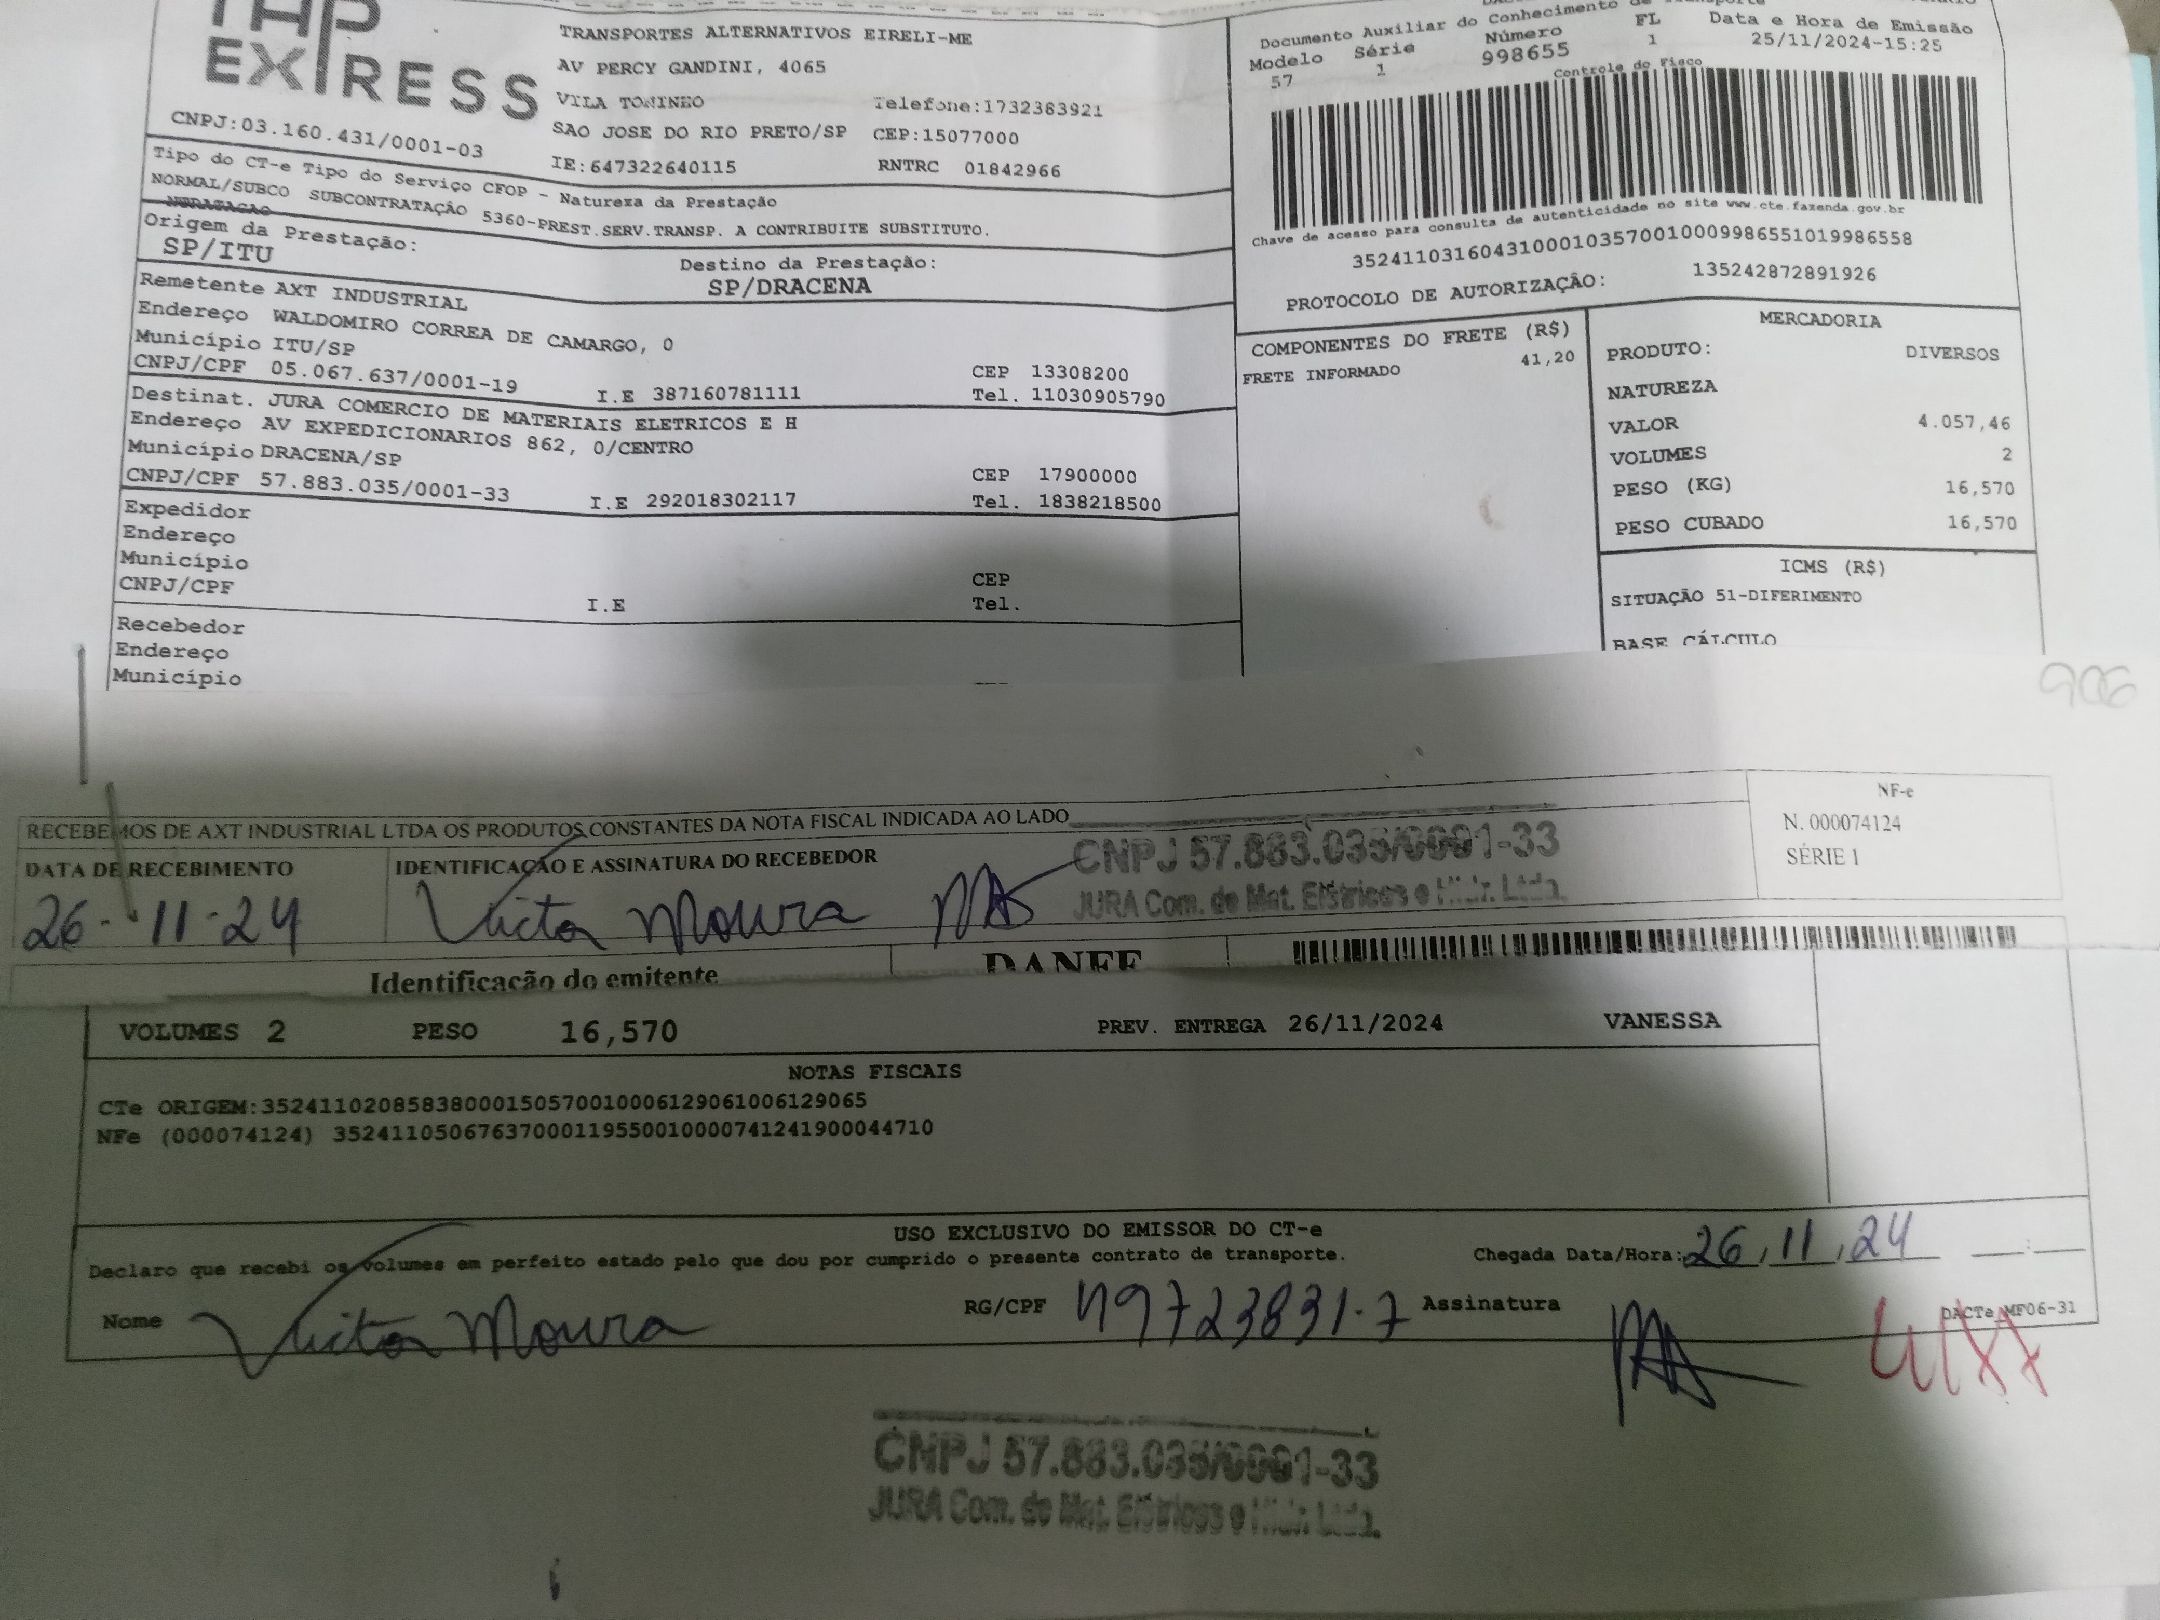 THP
EXPRESS
CNPJ:03.160.431/0001-03
TRANSPORTES ALTERNATIVOS EIRELI-ME
AV PERCY GANDINI, 4065
VILA TONINHO Telefone:1732383921
SAO JOSE DO RIO PRETO/SP CEP:15077000
IE:647322640115 RNTRC 01842966
Documento Auxiliar do Conhecimento de Transporte
Modelo Série Número FL Data e Hora de Emissão
57 1 998655 1 25/11/2024-15:25
Controle do Fisco
Chave de acesso para consulta de autenticidade no site www.cte.fazenda.gov.br
35241103160431000103570010009986551019986558
PROTOCOLO DE AUTORIZAÇÂO: 135242872891926
Tipo do CT-e Tipo do Serviço CFOP - Natureza da Prestação
NORMAL/SUBCO SUBCONTRATAÇÂO 5360-PREST.SERV.TRANSP. A CONTRIBUITE SUBSTITUTO.
NTRATACAO
Origem da Prestação: Destino da Prestação:
SP/ITU SP/DRACENA
Remetente AXT INDUSTRIAL
Endereço WALDOMIRO CORREA DE CAMARGO, 0
Município ITU/SP CEP 13308200
CNPJ/CPF 05.067.637/0001-19 I.E 387160781111 Tel. 11030905790
Destinat. JURA COMERCIO DE MATERIAIS ELETRICOS E H
Endereço AV EXPEDICIONARIOS 862, 0/CENTRO
Município DRACENA/SP CEP 17900000
CNPJ/CPF 57.883.035/0001-33 I.E 292018302117 Tel. 1838218500
Expedidor
Endereço
Município CEP
CNPJ/CPF I.E Tel.
Recebedor
Endereço
Município
COMPONENTES DO FRETE (R$)
FRETE INFORMADO 41,20
MERCADORIA
PRODUTO: DIVERSOS
NATUREZA
VALOR 4.057,46
VOLUMES 2
PESO (KG) 16,570
PESO CUBADO 16,570
ICMS (R$)
SITUAÇÃO 51-DIFERIMENTO
BASE CÁLCULO
906
RECEBEMOS DE AXT INDUSTRIAL LTDA OS PRODUTOS CONSTANTES DA NOTA FISCAL INDICADA AO LADO
DATA DE RECEBIMENTO IDENTIFICAÇÃO E ASSINATURA DO RECEBEDOR
26-11-24 Victor Moura
CNPJ 57.883.035/0001-33
JURA Com. de Mat. Elétricos e Hidr. Ltda.
NF-e
N. 000074124
SÉRIE 1
Identificação do emitente DANFE
VOLUMES 2 PESO 16,570 PREV. ENTREGA 26/11/2024 VANESSA
NOTAS FISCAIS
CTe ORIGEM:35241102085838000150570010006129061006129065
NFe (000074124) 35241105067637000119550010000741241900044710
USO EXCLUSIVO DO EMISSOR DO CT-e
Declaro que recebi os volumes em perfeito estado pelo que dou por cumprido o presente contrato de transporte. Chegada Data/Hora: 26,11,24 __:__
Nome Victor Moura RG/CPF 49723831-7 Assinatura
DACTe MF06-31
CNPJ 57.883.035/0001-33
JURA Com. de Mat. Elétricos e Hidr. Ltda.